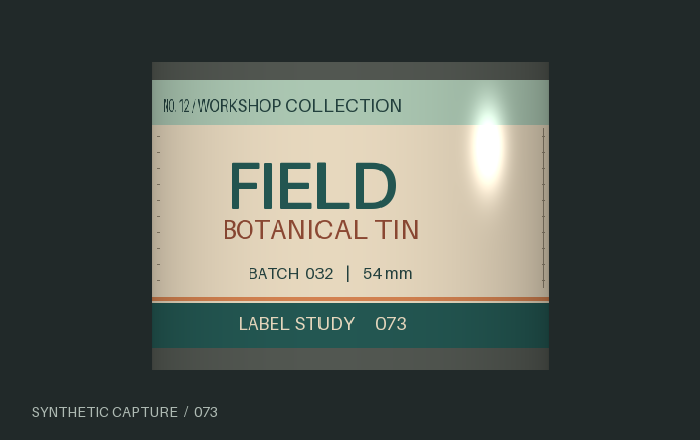 NO. 12 / WORKSHOP COLLECTION
FIELD
BOTANICAL TIN
BATCH 032 | 54 mm
LABEL STUDY 073
SYNTHETIC CAPTURE / 073